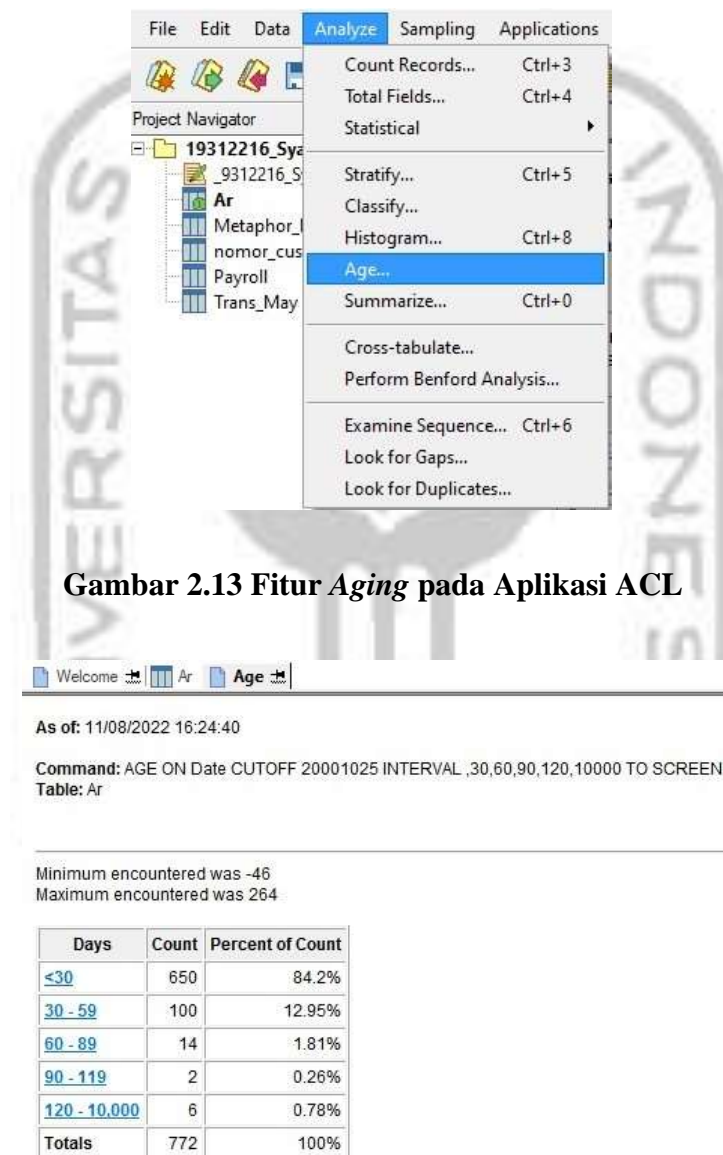 File Edit Data Analyze Sampling Applications
Project Navigator
19312216_Sya
_9312216_S
Ar
Metaphor_
nomor_cus
Payroll
Trans_May
Count Records... Ctrl+3
Total Fields... Ctrl+4
Statistical
Stratify... Ctrl+5
Classify...
Histogram... Ctrl+8
Age...
Summarize... Ctrl+0
Cross-tabulate...
Perform Benford Analysis...
Examine Sequence... Ctrl+6
Look for Gaps...
Look for Duplicates...
Gambar 2.13 Fitur Aging pada Aplikasi ACL
Welcome Ar Age
As of: 11/08/2022 16:24:40
Command: AGE ON Date CUTOFF 20001025 INTERVAL ,30,60,90,120,10000 TO SCREEN
Table: Ar
Minimum encountered was -46
Maximum encountered was 264
Days Count Percent of Count
<30 650 84.2%
30 - 59 100 12.95%
60 - 89 14 1.81%
90 - 119 2 0.26%
120 - 10,000 6 0.78%
Totals 772 100%